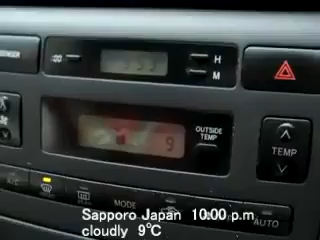 H
M
OUTSIDE
TEMP
9
TEMP
MODE
AUTO
Sapporo Japan 10:00 p.m
cloudly 9°C